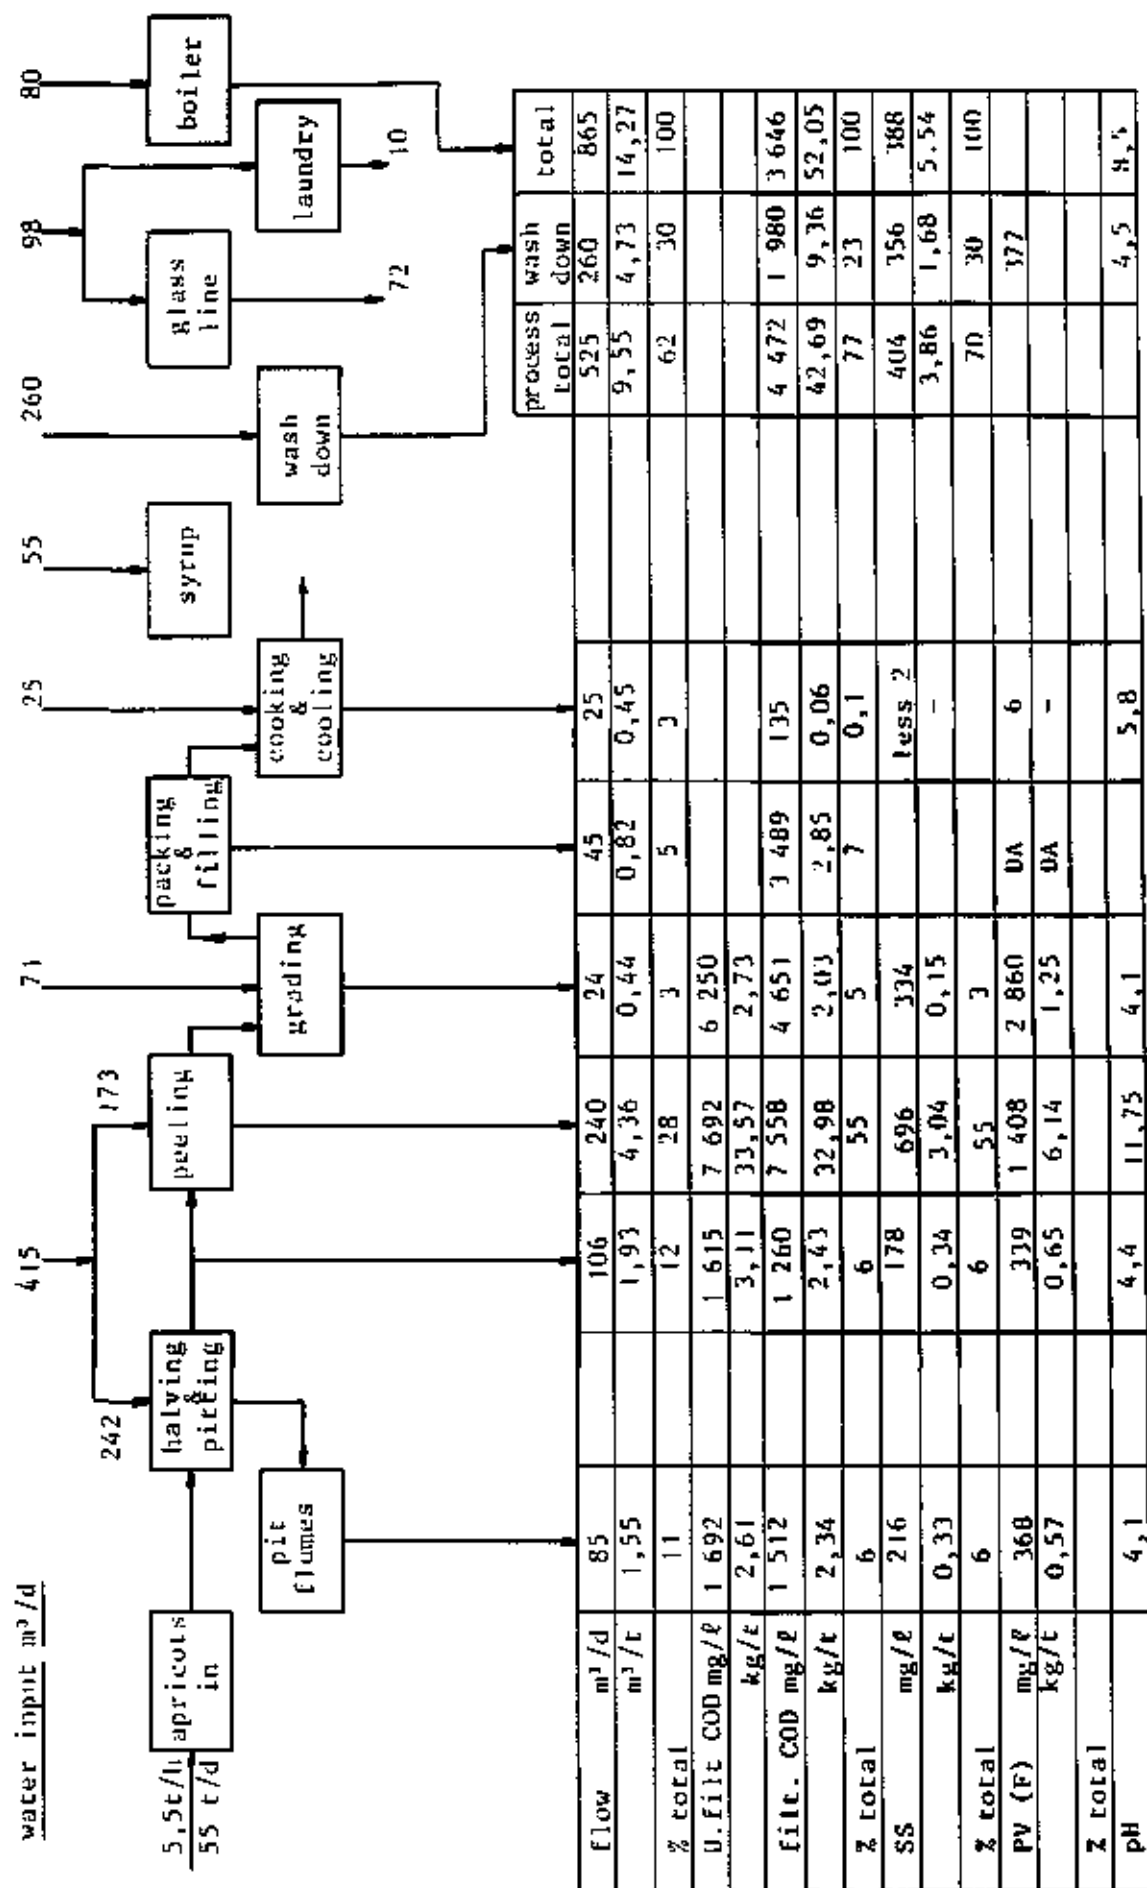 water input m³/d
415
71
25
55
260
98
80
242
173
5,5t/h
55 t/d
apricots
in
halving
&
pitting
peeling
packing
&
filling
syrup
glass
line
boiler
pit
flumes
grading
cooking
&
cooling
wash
down
laundry
72
10
process
total
wash
down
total
flow m³/d 85 106 240 24 45 25 525 260 865
m³/t 1,55 1,93 4,36 0,44 0,82 0,45 9,55 4,73 14,27
% total 11 12 28 3 5 3 62 30 100
U.filt COD mg/ℓ 1 692 1 615 7 692 6 250
kg/t 2,61 3,11 33,57 2,73
filt. COD mg/ℓ 1 512 1 260 7 558 4 651 3 489 135 4 472 1 980 3 646
kg/t 2,34 2,43 32,98 2,03 2,85 0,06 42,69 9,36 52,05
% total 6 6 55 5 7 0,1 77 23 100
SS mg/ℓ 216 178 696 334 less 2 404 356 388
kg/t 0,33 0,34 3,04 0,15 - 3,86 1,68 5.54
% total 6 6 55 3 70 30 100
PV (F) mg/ℓ 368 339 1 408 2 860 DA 6 377
kg/t 0,57 0,65 6,14 1,25 DA -
% total
pH 4,1 4,4 11,75 4,1 5,8 4,5